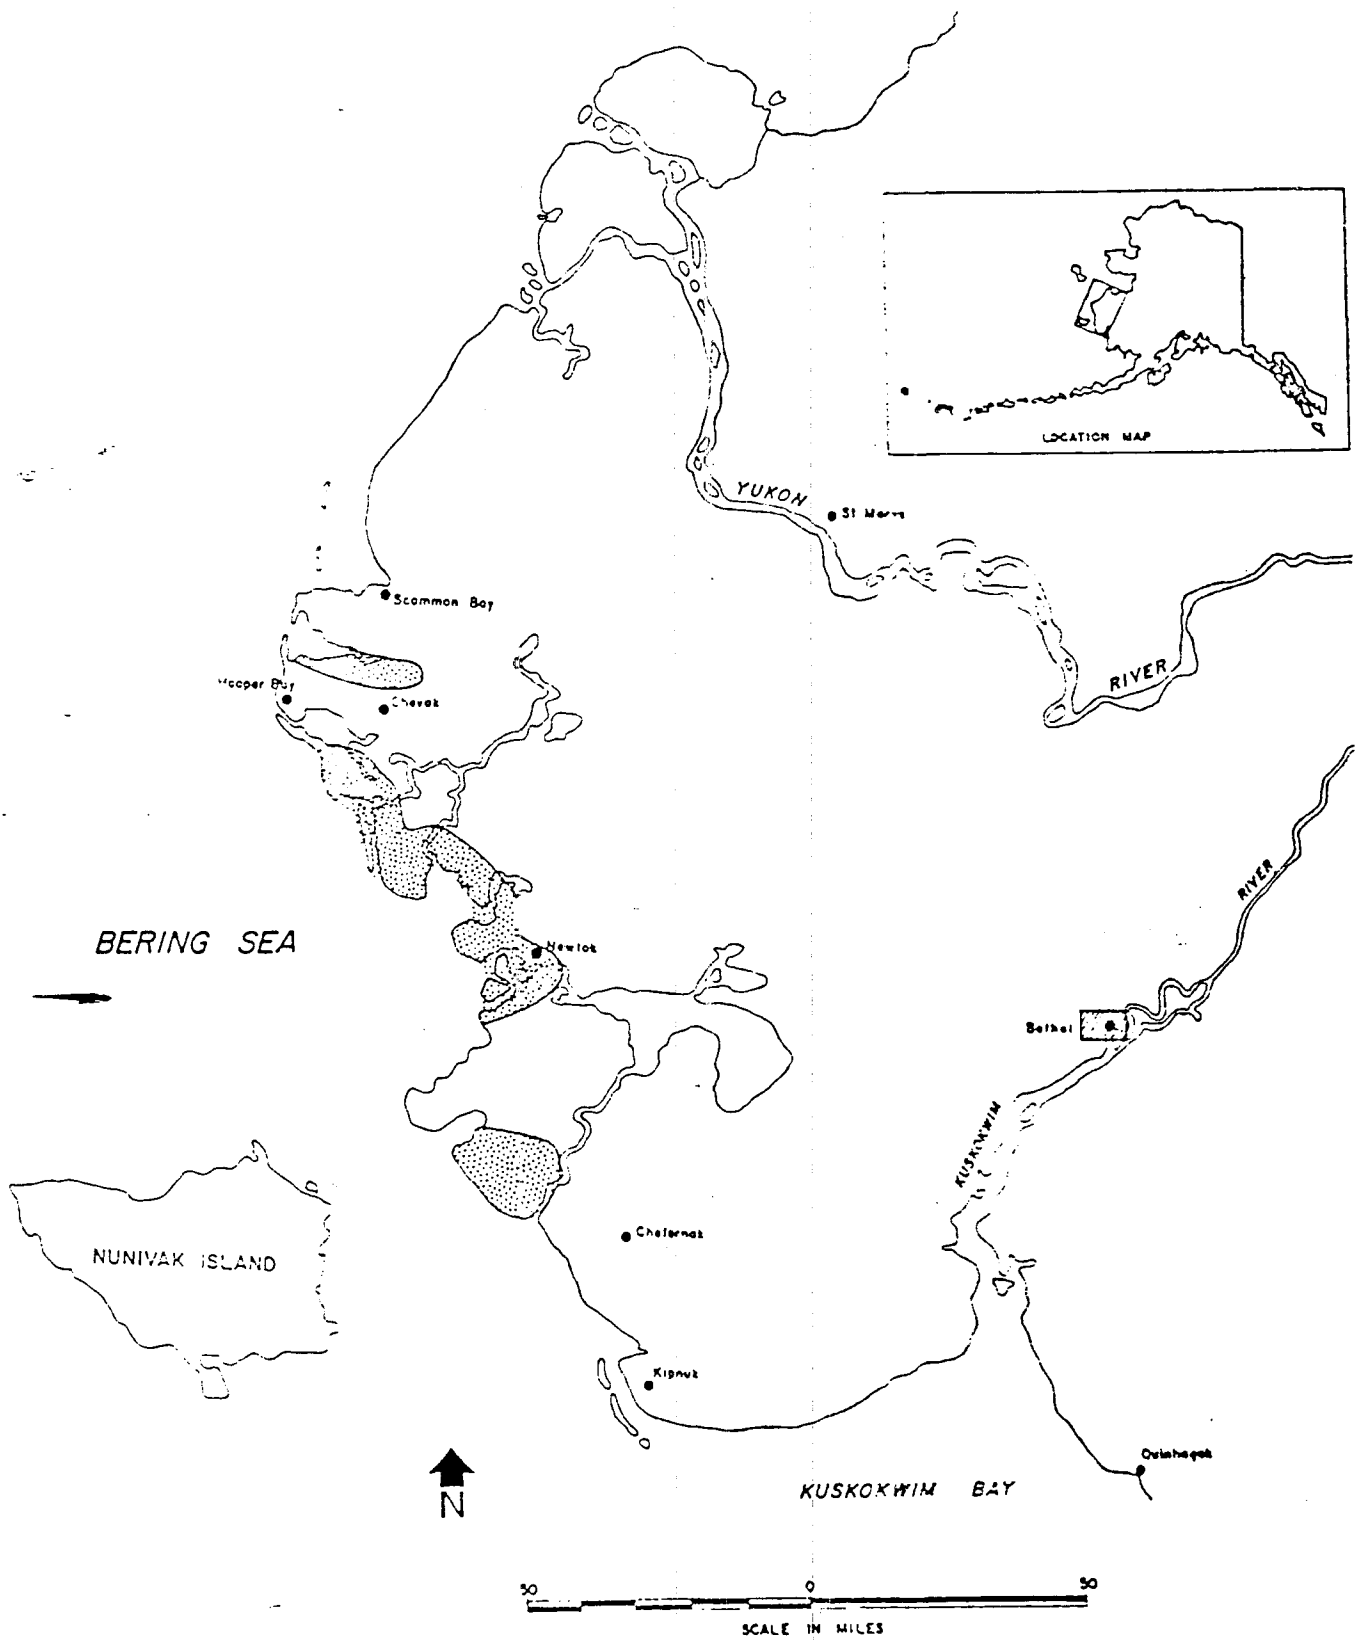 LOCATION MAP
YUKON
St Marys
Scammon Bay
RIVER
Hooper Bay
Chevak
RIVER
BERING SEA
Newtok
Bethel
KUSKOKWIM
NUNIVAK ISLAND
Chefornak
Kipnuk
Quinhagak
N
KUSKOKWIM BAY
50 0 50
SCALE IN MILES